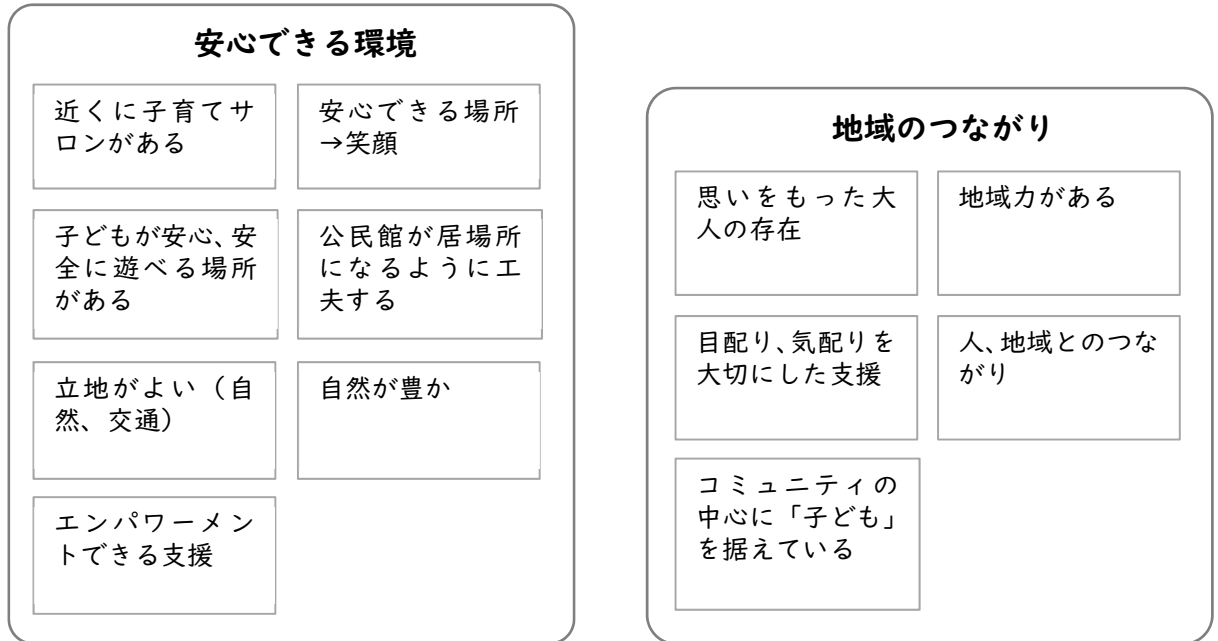 安心できる環境
近くに子育てサ
ロンがある
安心できる場所
→笑顔
子どもが安心、安
全に遊べる場所
がある
公民館が居場所
になるように工
夫する
立地がよい（自
然、交通）
自然が豊か
エンパワーメン
トできる支援
地域のつながり
思いをもった大
人の存在
地域力がある
目配り、気配りを
大切にした支援
人、地域とのつな
がり
コミュニティの
中心に「子ども」
を据えている